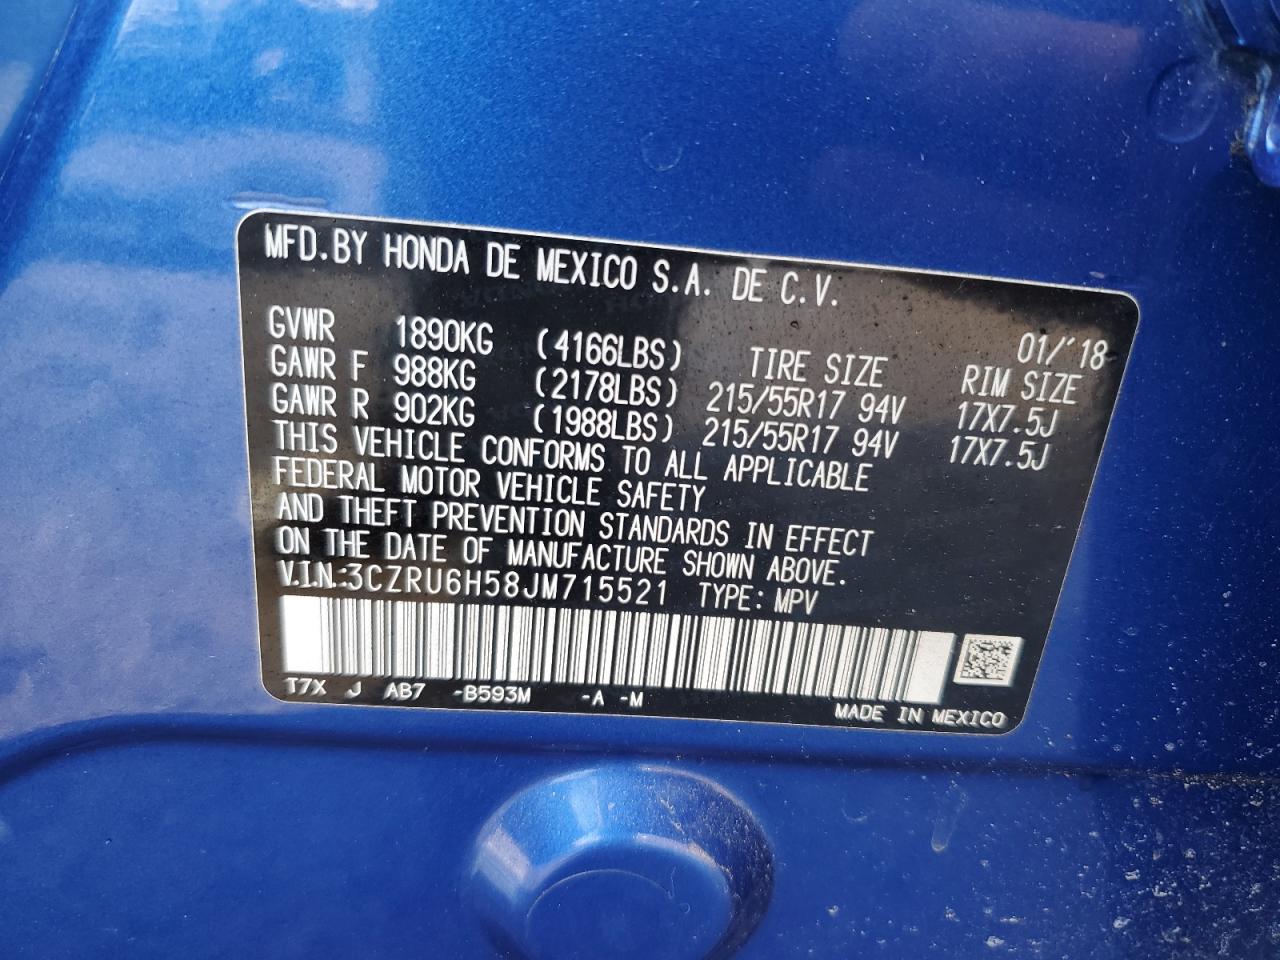 MFD.BY HONDA DE MEXICO S.A. DE C.V.
01/'18
GVWR 1890KG (4166LBS) TIRE SIZE RIM SIZE
GAWR F 988KG (2178LBS) 215/55R17 94V 17X7.5J
GAWR R 902KG (1988LBS) 215/55R17 94V 17X7.5J
THIS VEHICLE CONFORMS TO ALL APPLICABLE
FEDERAL MOTOR VEHICLE SAFETY
AND THEFT PREVENTION STANDARDS IN EFFECT
ON THE DATE OF MANUFACTURE SHOWN ABOVE.
V.I.N.:3CZRU6H58JM715521 TYPE: MPV
T7X J AB7 -B593M -A -M
MADE IN MEXICO